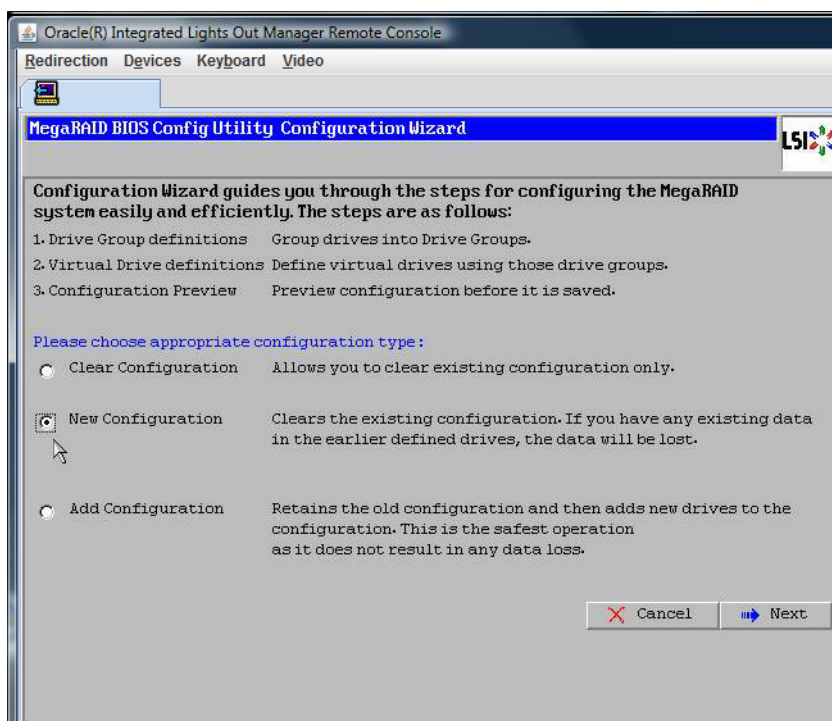 Oracle(R) Integrated Lights Out Manager Remote Console
Redirection Devices Keyboard Video
MegaRAID BIOS Config Utility Configuration Wizard
LSI
Configuration Wizard guides you through the steps for configuring the MegaRAID
system easily and efficiently. The steps are as follows:
1. Drive Group definitions Group drives into Drive Groups.
2. Virtual Drive definitions Define virtual drives using those drive groups.
3. Configuration Preview Preview configuration before it is saved.
Please choose appropriate configuration type:
Clear Configuration Allows you to clear existing configuration only.
New Configuration Clears the existing configuration. If you have any existing data
in the earlier defined drives, the data will be lost.
Add Configuration Retains the old configuration and then adds new drives to the
configuration. This is the safest operation
as it does not result in any data loss.
Cancel Next